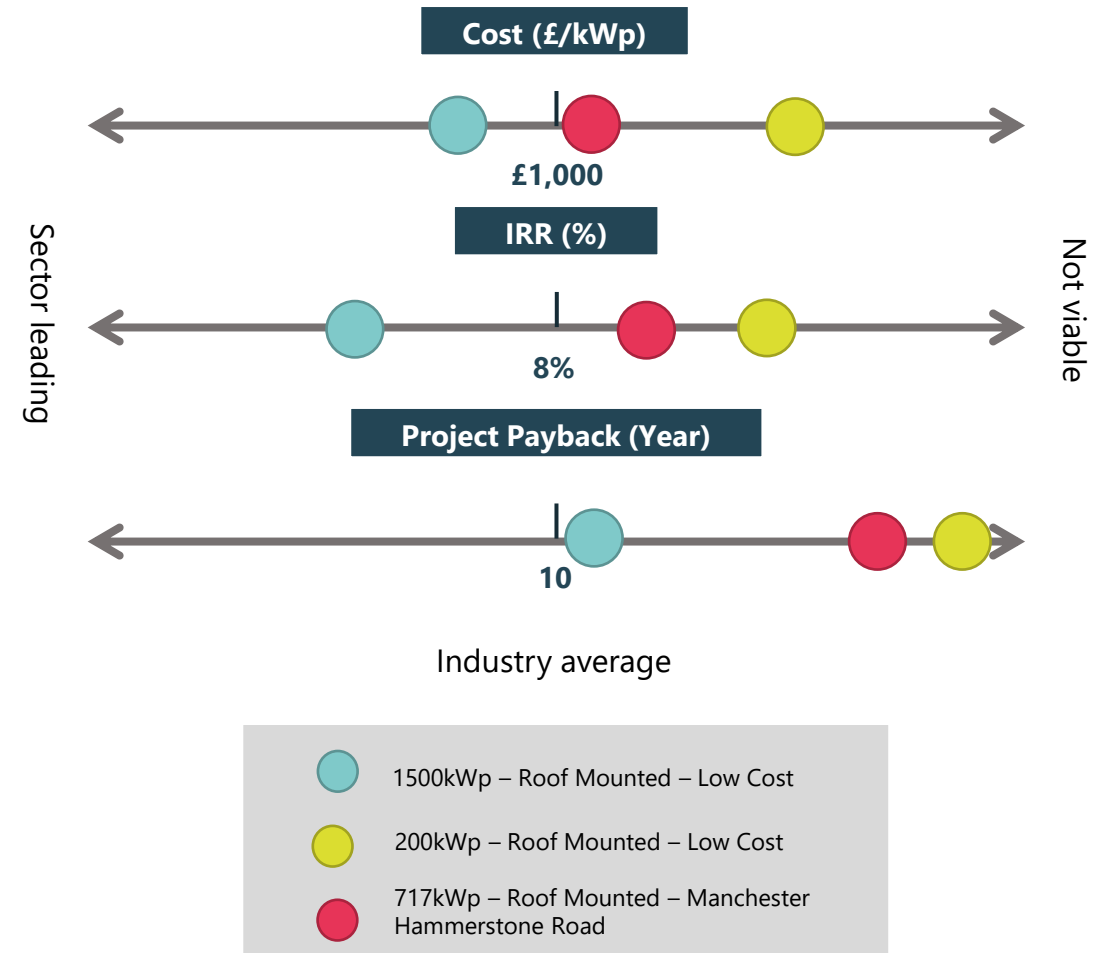 Cost (£/kWp)
£1,000
IRR (%)
Sector leading
Not viable
8%
Project Payback (Year)
10
Industry average
1500kWp – Roof Mounted – Low Cost
200kWp – Roof Mounted – Low Cost
717kWp – Roof Mounted – Manchester
Hammerstone Road